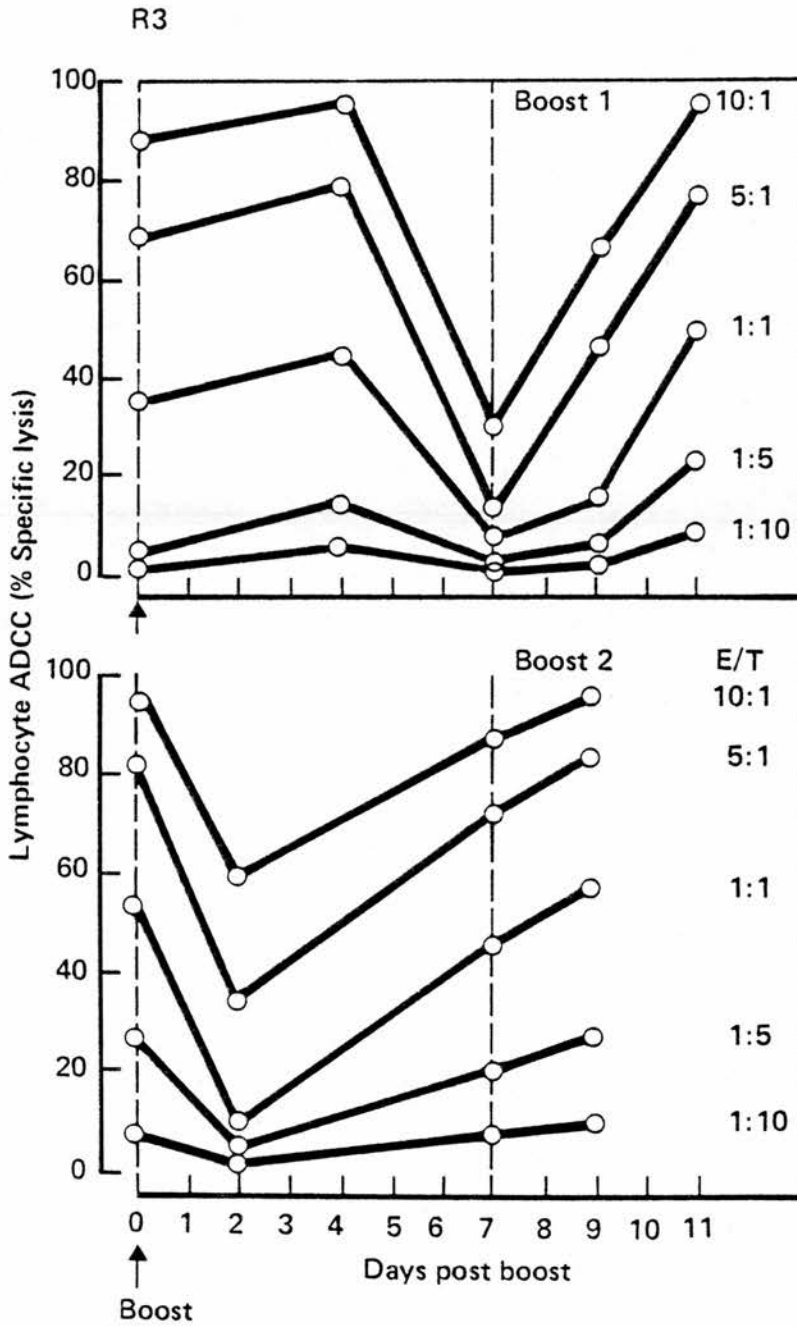 R3
Lymphocyte ADCC (% Specific lysis)
100
80
60
40
20
0
Boost 1
10:1
5:1
1:1
1:5
1:10
100
80
60
40
20
0
Boost 2
E/T
10:1
5:1
1:1
1:5
1:10
0 1 2 3 4 5 6 7 8 9 10 11
Days post boost
Boost